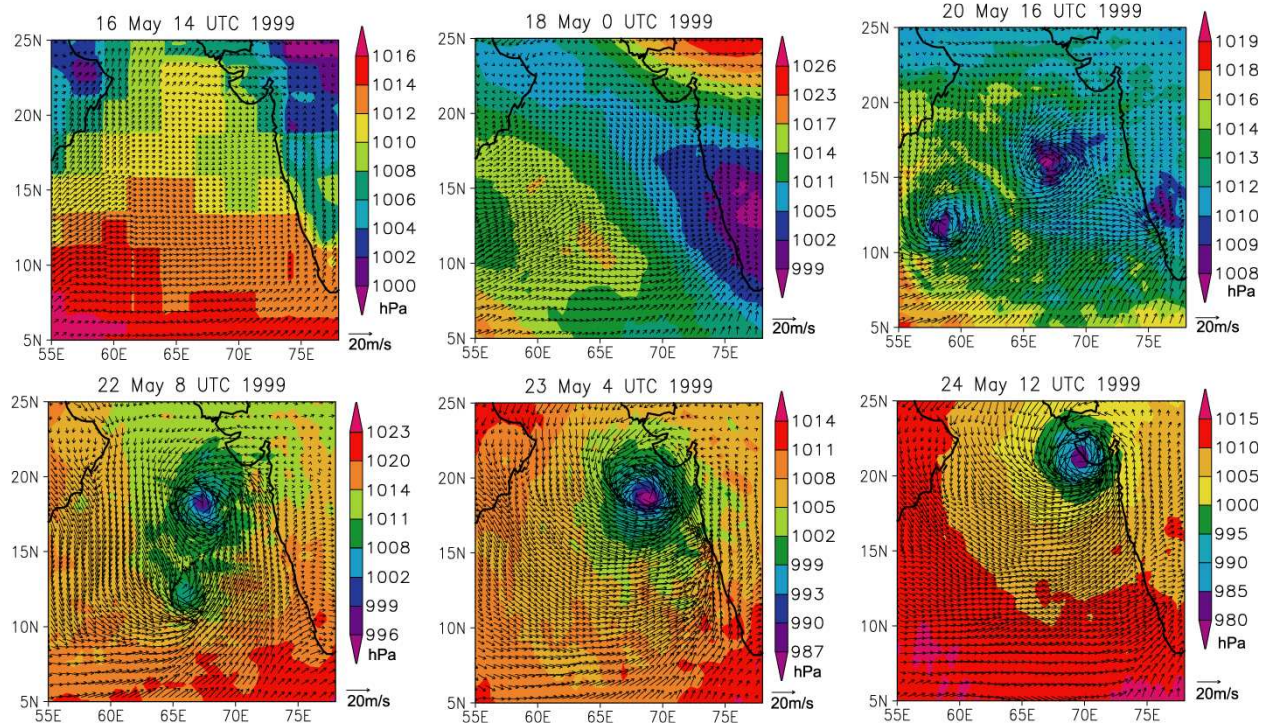 16 May 14 UTC 1999
25N
20N
15N
10N
5N
55E 60E 65E 70E 75E
1016
1014
1012
1010
1008
1006
1004
1002
1000
hPa
20m/s
18 May 0 UTC 1999
25N
20N
15N
10N
5N
55E 60E 65E 70E 75E
1026
1023
1017
1014
1011
1005
1002
999
20m/s
20 May 16 UTC 1999
25N
20N
15N
10N
5N
55E 60E 65E 70E 75E
1019
1018
1016
1014
1013
1012
1010
1009
1008
hPa
20m/s
22 May 8 UTC 1999
25N
20N
15N
10N
5N
55E 60E 65E 70E 75E
1023
1020
1014
1011
1008
1002
999
996
hPa
20m/s
23 May 4 UTC 1999
25N
20N
15N
10N
5N
55E 60E 65E 70E 75E
1014
1011
1008
1005
1002
999
993
990
987
hPa
20m/s
24 May 12 UTC 1999
25N
20N
15N
10N
5N
55E 60E 65E 70E 75E
1015
1010
1005
1000
995
990
985
980
hPa
20m/s